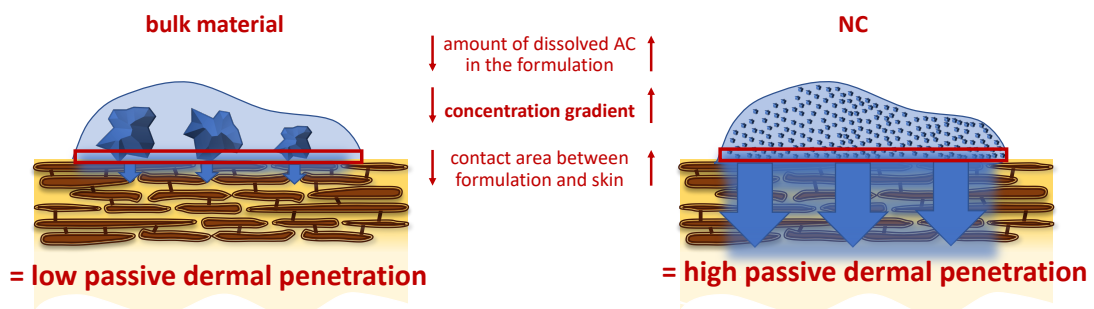 bulk material
NC
amount of dissolved AC
in the formulation
concentration gradient
contact area between
formulation and skin
= low passive dermal penetration
= high passive dermal penetration